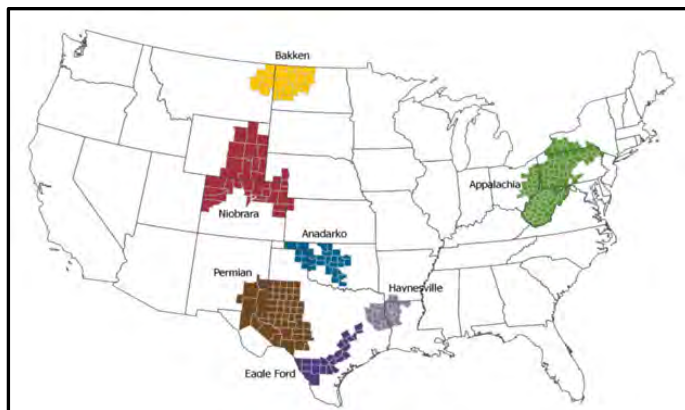 Bakken
Appalachia
Niobrara
Anadarko
Permian
Haynesville
Eagle Ford